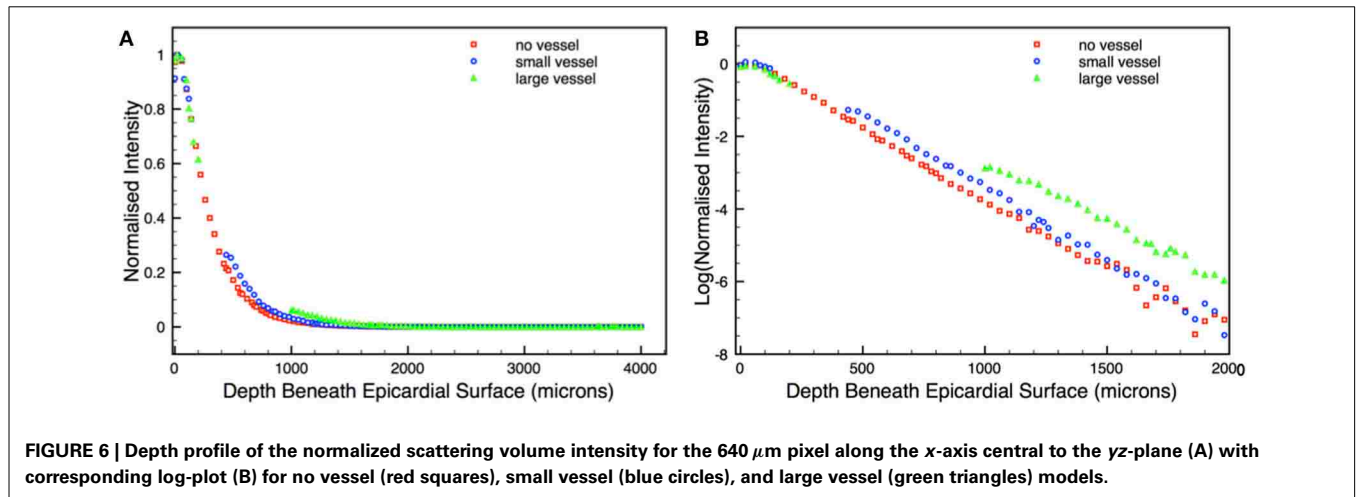 A
no vessel
small vessel
large vessel
1
0.8
0.6
0.4
0.2
0
Normalised Intensity
0 1000 2000 3000 4000
Depth Beneath Epicardial Surface (microns)
B
no vessel
small vessel
large vessel
0
-2
-4
-6
-8
Log(Normalised Intensity)
0 500 1000 1500 2000
Depth Beneath Epicardial Surface (microns)
FIGURE 6 | Depth profile of the normalized scattering volume intensity for the 640 μm pixel along the x-axis central to the yz-plane (A) with
corresponding log-plot (B) for no vessel (red squares), small vessel (blue circles), and large vessel (green triangles) models.